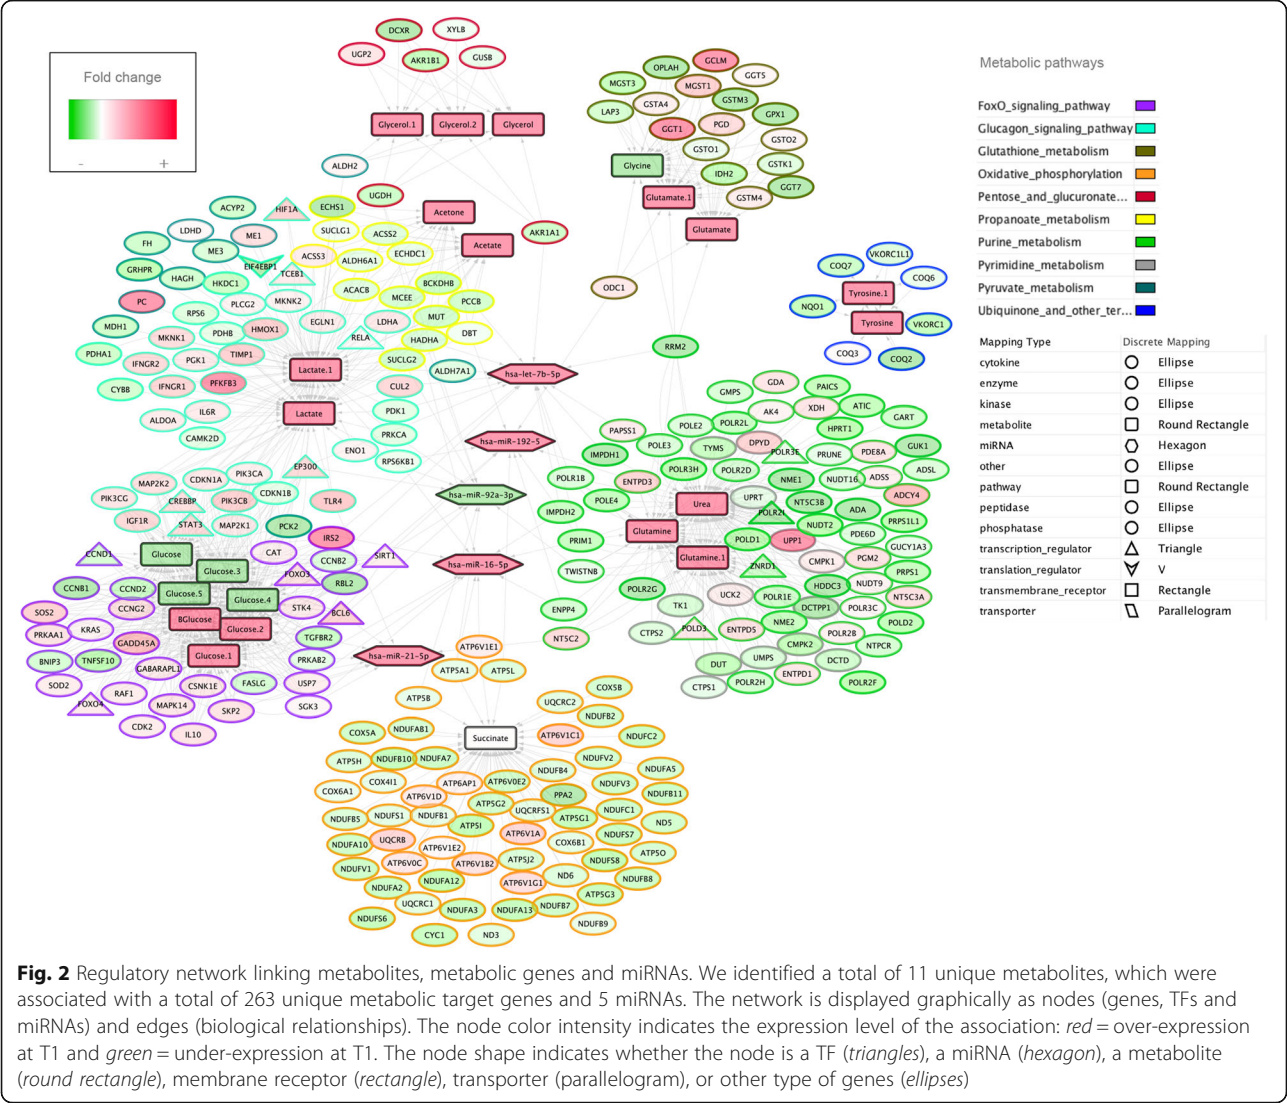 Fold change
-
+
DCXR
XYLB
UGP2
AKR1B1
GUSB
Glycerol.1
Glycerol.2
Glycerol
ALDH2
UGDH
AKR1A1
Acetone
Acetate
ACYP2
HIF1A
ECHS1
LDHD
ME1
SUCLG1
ACSS2
FH
ME3
ACSS3
ALDH6A1
ECHDC1
EIF4EBP1
TCEB1
GRHPR
HAGH
HKDC1
ACACB
BCKDHB
MCEE
PCCB
PC
PLCG2
MKNK2
RPS6
MUT
MDH1
PDHB
HMOX1
EGLN1
LDHA
DBT
MKNK1
RELA
HADHA
PDHA1
TIMP1
SUCLG2
IFNGR2
PGK1
Lactate.1
ALDH7A1
CYBB
IFNGR1
PFKFB3
CUL2
IL6R
Lactate
PDK1
ALDOA
CAMK2D
PRKCA
ENO1
RPS6KB1
EP300
MAP2K2
CDKN1A
PIK3CA
PIK3CG
CREBBP
PIK3CB
CDKN1B
TLR4
IGF1R
STAT3
MAP2K1
PCK2
IRS2
CCND1
Glucose
CAT
CCNB2
SIRT1
Glucose.3
FOXO3
RBL2
CCNB1
CCND2
Glucose.5
Glucose.4
SOS2
CCNG2
STK4
BCL6
BGlucose
Glucose.2
PRKAA1
KRAS
GADD45A
TGFBR2
Glucose.1
BNIP3
TNFSF10
GABARAPL1
PRKAB2
SOD2
RAF1
CSNK1E
FASLG
USP7
FOXO4
MAPK14
SKP2
SGK3
CDK2
IL10
hsa-let-7b-5p
hsa-miR-192-5
hsa-miR-92a-3p
hsa-miR-16-5p
hsa-miR-21-5p
GCLM
OPLAH
GGT5
MGST3
MGST1
GSTA4
GSTM3
LAP3
GPX1
GGT1
PGD
GSTO2
GSTO1
Glycine
GSTK1
IDH2
GGT7
Glutamate.1
GSTM4
Glutamate
ODC1
VKORC1L1
COQ7
COQ6
Tyrosine.1
NQO1
Tyrosine
VKORC1
COQ3
COQ2
RRM2
GMPS
GDA
PAICS
AK4
XDH
ATIC
GART
PAPSS1
POLE2
POLR2L
HPRT1
POLE3
TYMS
DPYD
POLR3E
PRUNE
PDE8A
GUK1
IMPDH1
POLR3H
POLR2D
ADSL
POLR1B
ENTPD3
NME1
NUDT16
ADSS
POLE4
UPRT
NT5C3B
ADCY4
IMPDH2
Urea
POLR2I
ADA
PRPS1L1
Glutamine
NUDT2
PDE6D
PRIM1
POLD1
UPP1
GUCY1A3
Glutamine.1
CMPK1
PGM2
TWISTNB
ZNRD1
PRPS1
POLR2G
UCK2
POLR1E
HDDC3
NUDT9
NT5C3A
TK1
DCTPP1
POLR3C
ENPP4
NME2
POLD2
CTPS2
POLD3
ENTPD5
POLR2B
NT5C2
CMPK2
NTPCR
DUT
UMPS
DCTD
ENTPD1
CTPS1
POLR2H
POLR2F
ATP6V1E1
ATP5A1
ATP5L
ATP5B
UQCRC2
COX5B
NDUFB2
COX5A
NDUFAB1
Succinate
ATP6V1C1
NDUFC2
ATP5H
NDUFB10
NDUFA7
NDUFV2
NDUFB4
NDUFA5
COX6A1
COX4I1
ATP6AP1
ATP6V0E2
NDUFV3
ATP6V1D
PPA2
NDUFB11
ATP5G2
UQCRFS1
NDUFC1
NDUFB5
NDUFS1
NDUFB1
ATP5G1
ATP5I
ND5
ATP6V1A
NDUFS7
NDUFA10
UQCRB
ATP6V1E2
COX6B1
ATP5O
ATP6V0C
ATP6V1B2
ATP5J2
NDUFS8
NDUFV1
ND6
NDUFB8
NDUFA2
NDUFA12
ATP6V1G1
ATP5G3
UQCRC1
NDUFA3
NDUFA13
NDUFB7
NDUFS6
NDUFB9
CYC1
ND3
Metabolic pathways
FoxO_signaling_pathway
Glucagon_signaling_pathway
Glutathione_metabolism
Oxidative_phosphorylation
Pentose_and_glucuronate...
Propanoate_metabolism
Purine_metabolism
Pyrimidine_metabolism
Pyruvate_metabolism
Ubiquinone_and_other_ter...
Mapping Type Discrete Mapping
cytokine Ellipse
enzyme Ellipse
kinase Ellipse
metabolite Round Rectangle
miRNA Hexagon
other Ellipse
pathway Round Rectangle
peptidase Ellipse
phosphatase Ellipse
transcription_regulator Triangle
translation_regulator V
transmembrane_receptor Rectangle
transporter Parallelogram
Fig. 2 Regulatory network linking metabolites, metabolic genes and miRNAs. We identified a total of 11 unique metabolites, which were
associated with a total of 263 unique metabolic target genes and 5 miRNAs. The network is displayed graphically as nodes (genes, TFs and
miRNAs) and edges (biological relationships). The node color intensity indicates the expression level of the association: red = over-expression
at T1 and green = under-expression at T1. The node shape indicates whether the node is a TF (triangles), a miRNA (hexagon), a metabolite
(round rectangle), membrane receptor (rectangle), transporter (parallelogram), or other type of genes (ellipses)